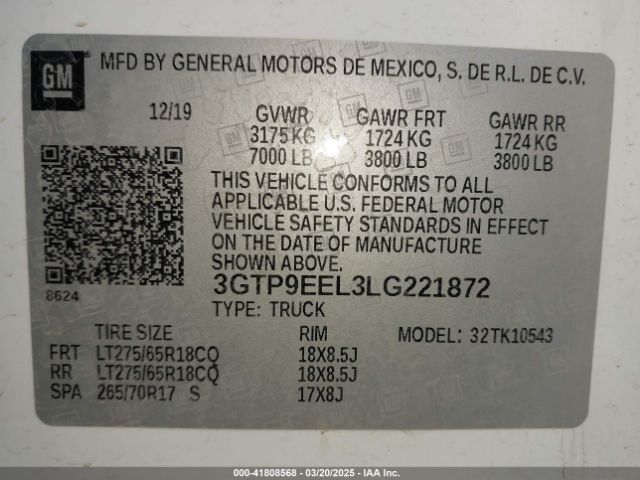 GM
MFD BY GENERAL MOTORS DE MEXICO, S. DE R.L. DE C.V.
12/19 GVWR GAWR FRT GAWR RR
3175 KG 1724 KG 1724 KG
7000 LB 3800 LB 3800 LB
THIS VEHICLE CONFORMS TO ALL
APPLICABLE U.S. FEDERAL MOTOR
VEHICLE SAFETY STANDARDS IN EFFECT
ON THE DATE OF MANUFACTURE
SHOWN ABOVE.
8624
3GTP9EEL3LG221872
TYPE: TRUCK
TIRE SIZE RIM MODEL: 32TK10543
FRT LT275/65R18CQ 18X8.5J
RR LT275/65R18CQ 18X8.5J
SPA 265/70R17 S 17X8J
000-41808568 — 03/20/2025 — IAA Inc.